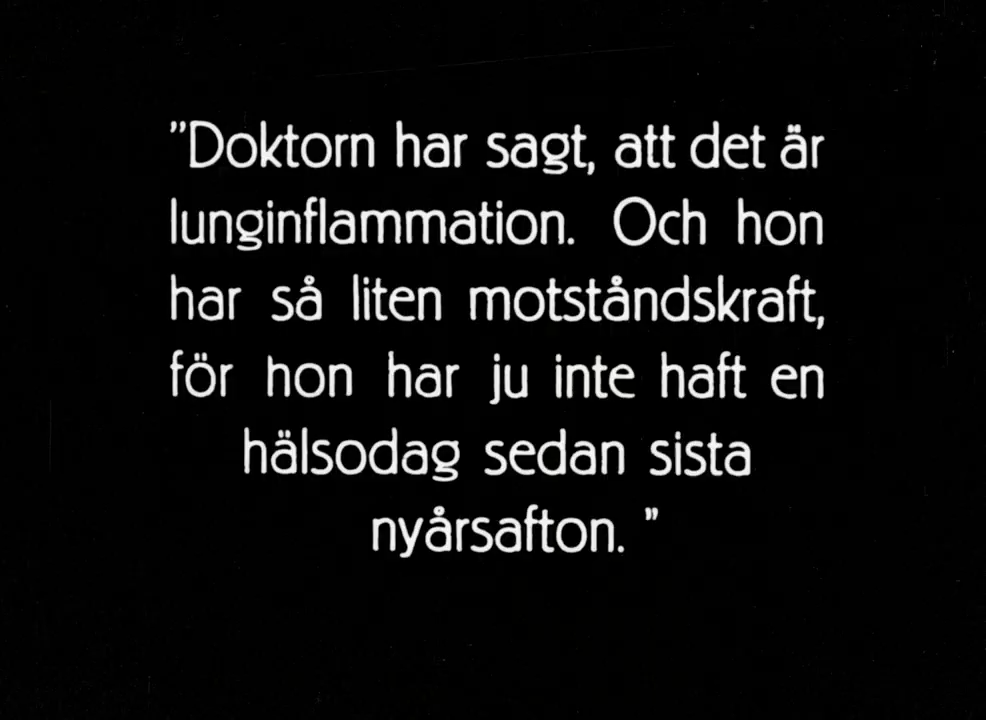 ”Doktorn har sagt, att det är
lunginflammation. Och hon
har så liten motståndskraft,
för hon har ju inte haft en
hälsodag sedan sista
nyårsafton. ”